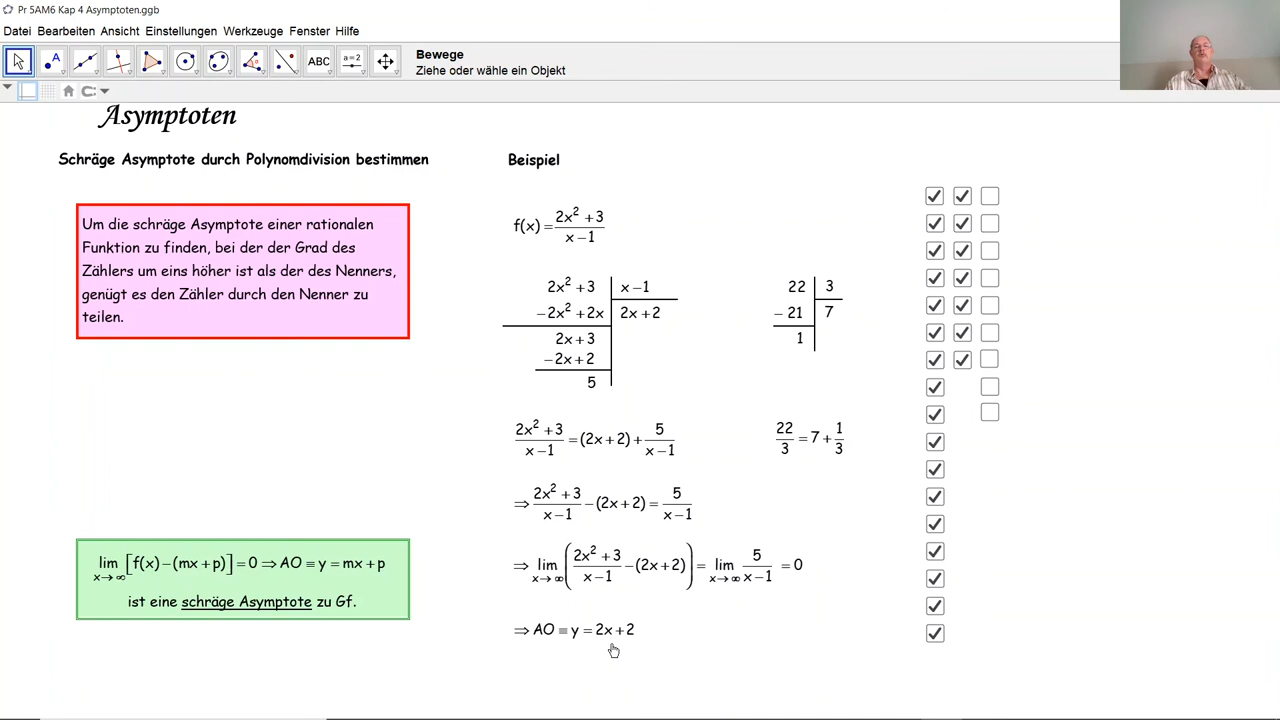 Pr 5AM6 Kap 4 Asymptoten.ggb
Datei Bearbeiten Ansicht Einstellungen Werkzeuge Fenster Hilfe
A
ABC
a=2
Bewege
Ziehe oder wähle ein Objekt
Asymptoten
Schräge Asymptote durch Polynomdivision bestimmen
Um die schräge Asymptote einer rationalen
Funktion zu finden, bei der der Grad des
Zählers um eins höher ist als der des Nenners,
genügt es den Zähler durch den Nenner zu
teilen.
lim x→∞ [f(x)−(mx+p)]=0⇒AO≡y=mx+p
ist eine schräge Asymptote zu Gf.
Beispiel
f(x)=(2x²+3)/(x−1)
2x²+3 | x−1
−2x²+2x | 2x+2
2x+3
−2x+2
5
22 | 3
−21 | 7
1
(2x²+3)/(x−1)=(2x+2)+5/(x−1)
22/3=7+1/3
⇒(2x²+3)/(x−1)−(2x+2)=5/(x−1)
⇒lim x→∞ ((2x²+3)/(x−1)−(2x+2))=lim x→∞ 5/(x−1)=0
⇒AO≡y=2x+2